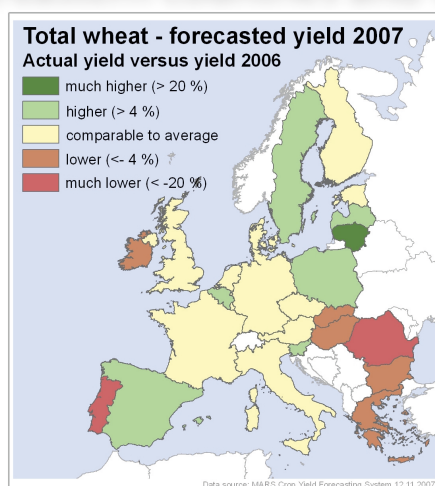 Total wheat - forecasted yield 2007
Actual yield versus yield 2006
much higher (> 20 %)
higher (> 4 %)
comparable to average
lower (<- 4 %)
much lower (< -20 %)
Data source: MARS Crop Yield Forecasting System 12.11.2007